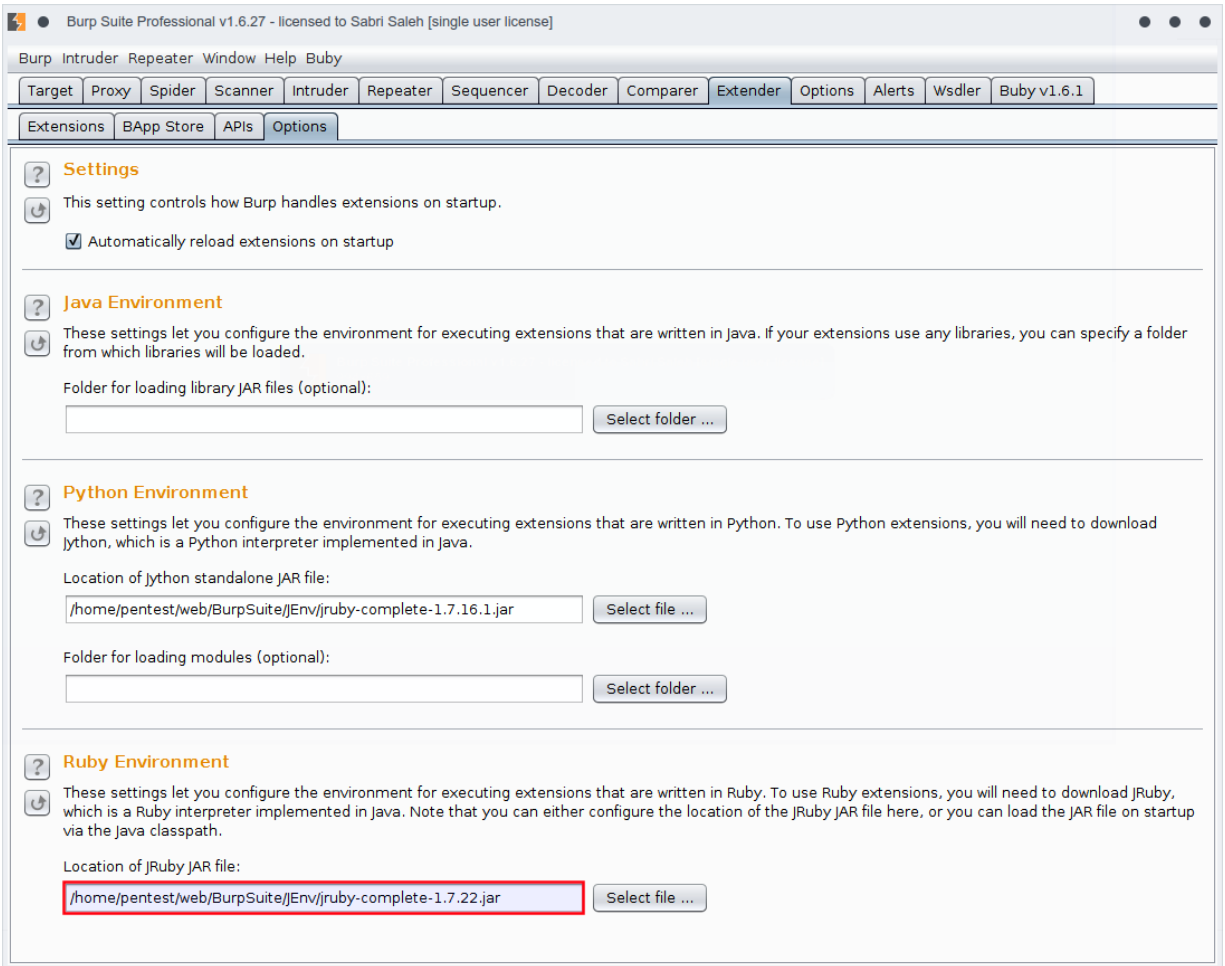 Burp Suite Professional v1.6.27 - licensed to Sabri Saleh [single user license]
Burp Intruder Repeater Window Help Buby
Target Proxy Spider Scanner Intruder Repeater Sequencer Decoder Comparer Extender Options Alerts Wsdler Buby v1.6.1
Extensions BApp Store APIs Options
? Settings
This setting controls how Burp handles extensions on startup.
Automatically reload extensions on startup
? Java Environment
These settings let you configure the environment for executing extensions that are written in Java. If your extensions use any libraries, you can specify a folder
from which libraries will be loaded.
Folder for loading library JAR files (optional):
Select folder ...
? Python Environment
These settings let you configure the environment for executing extensions that are written in Python. To use Python extensions, you will need to download
Jython, which is a Python interpreter implemented in Java.
Location of Jython standalone JAR file:
/home/pentest/web/BurpSuite/JEnv/jruby-complete-1.7.16.1.jar Select file ...
Folder for loading modules (optional):
Select folder ...
? Ruby Environment
These settings let you configure the environment for executing extensions that are written in Ruby. To use Ruby extensions, you will need to download JRuby,
which is a Ruby interpreter implemented in Java. Note that you can either configure the location of the JRuby JAR file here, or you can load the JAR file on startup
via the Java classpath.
Location of JRuby JAR file:
/home/pentest/web/BurpSuite/JEnv/jruby-complete-1.7.22.jar Select file ...